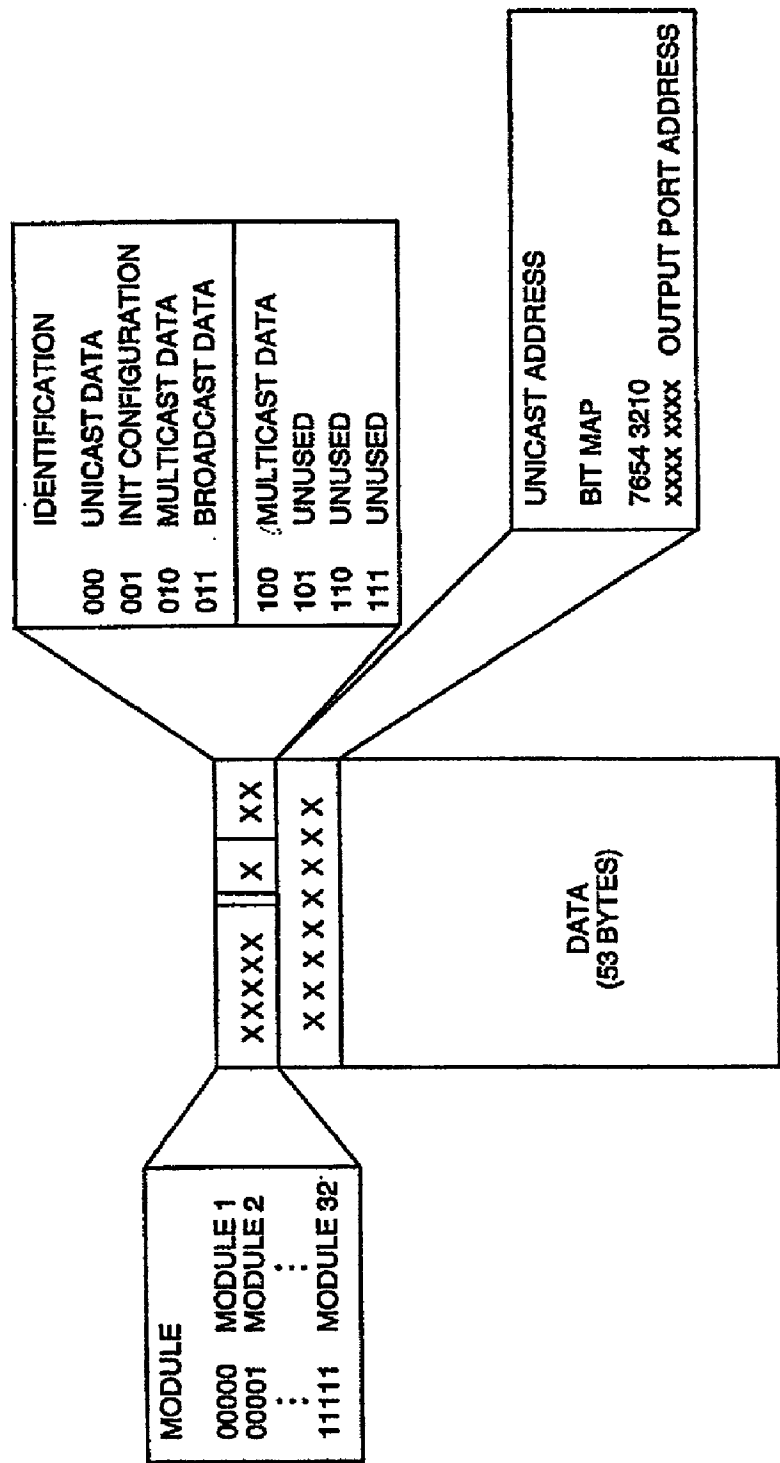 MODULE
00000 MODULE 1
00001 MODULE 2
: :
11111 MODULE 32
XXXXX X XX
X X X X X X X X
DATA
(53 BYTES)
IDENTIFICATION
000 UNICAST DATA
001 INIT CONFIGURATION
010 MULTICAST DATA
011 BROADCAST DATA
100 MULTICAST DATA
101 UNUSED
110 UNUSED
111 UNUSED
UNICAST ADDRESS
BIT MAP
7654 3210
XXXX XXXX OUTPUT PORT ADDRESS